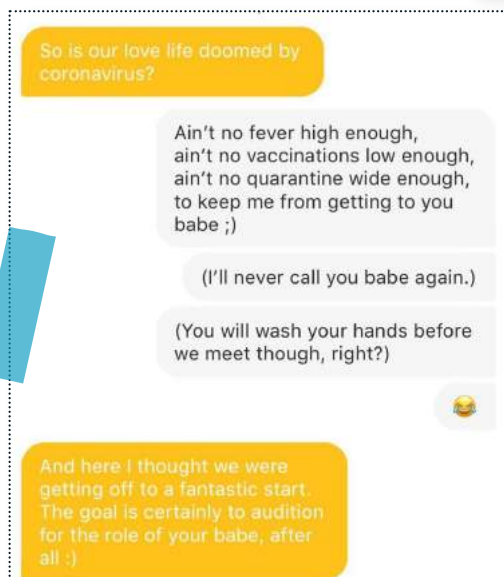 So is our love life doomed by
coronavirus?
Ain't no fever high enough,
ain't no vaccinations low enough,
ain't no quarantine wide enough,
to keep me from getting to you
babe ;)
(I'll never call you babe again.)
(You will wash your hands before
we meet though, right?)
😂
And here I thought we were
getting off to a fantastic start.
The goal is certainly to audition
for the role of your babe, after
all :)